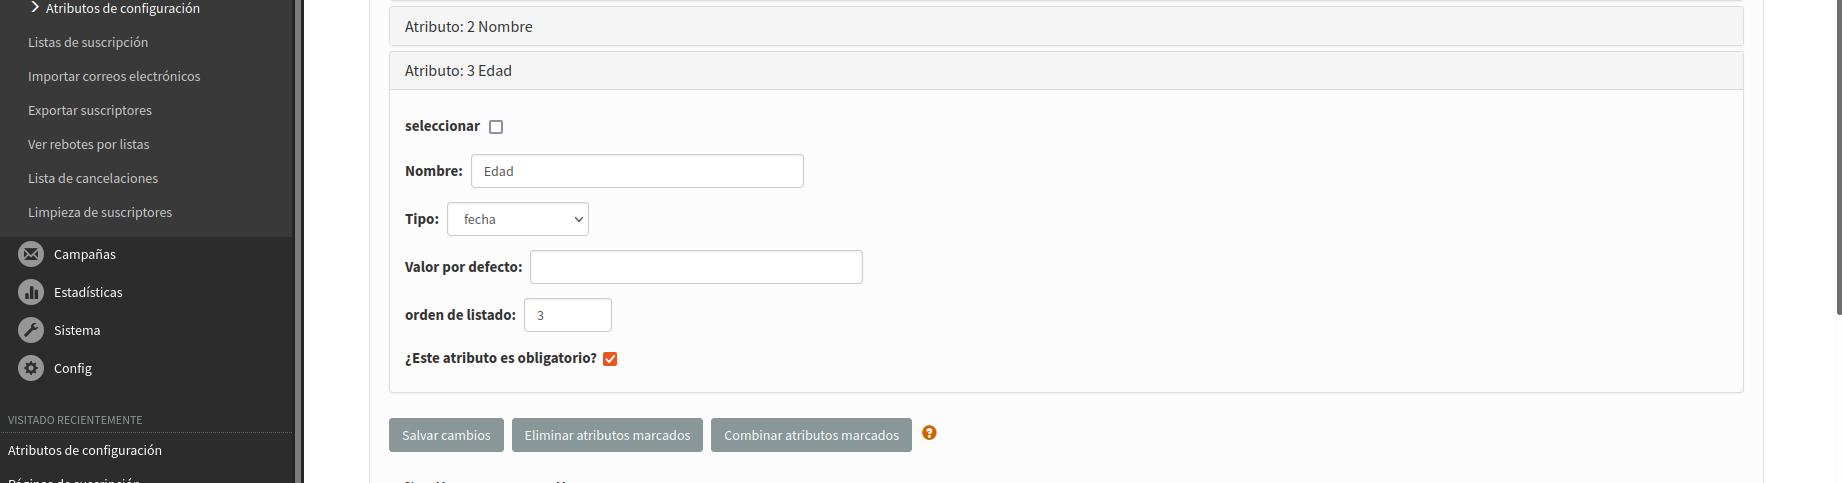 Atributos de configuración
Listas de suscripción
Importar correos electrónicos
Exportar suscriptores
Ver rebotes por listas
Lista de cancelaciones
Limpieza de suscriptores
Campañas
Estadísticas
Sistema
Config
VISITADO RECIENTEMENTE
Atributos de configuración
Páginas de suscripción
Atributo: 2 Nombre
Atributo: 3 Edad
seleccionar
Nombre: Edad
Tipo: fecha
Valor por defecto:
orden de listado: 3
¿Este atributo es obligatorio?
Salvar cambios Eliminar atributos marcados Combinar atributos marcados ?